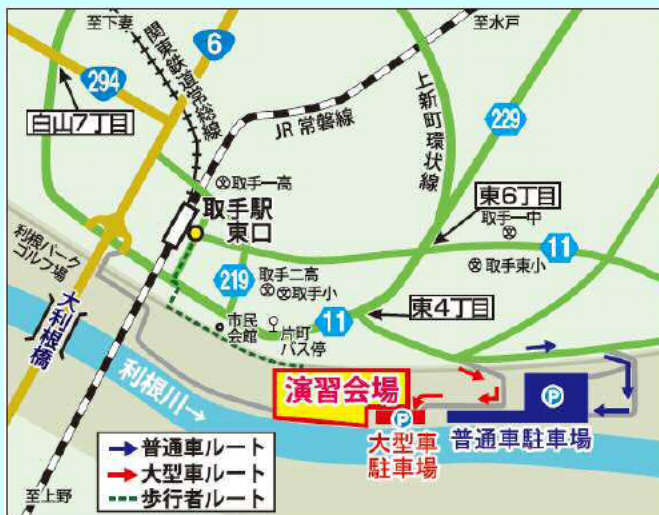 至下妻
6
至水戸
関東鉄道常総線
294
上新町環状線
白山7丁目
JR常磐線
229
取手一高
東6丁目
取手駅
東口
取手一中
11
利根パーク
ゴルフ場
219
取手二高
取手小
取手東小
大利根橋
11
東4丁目
市民
会館
片町
バス停
利根川→
演習会場
P
P
大型車
駐車場
普通車駐車場
普通車ルート
大型車ルート
歩行者ルート
至上野